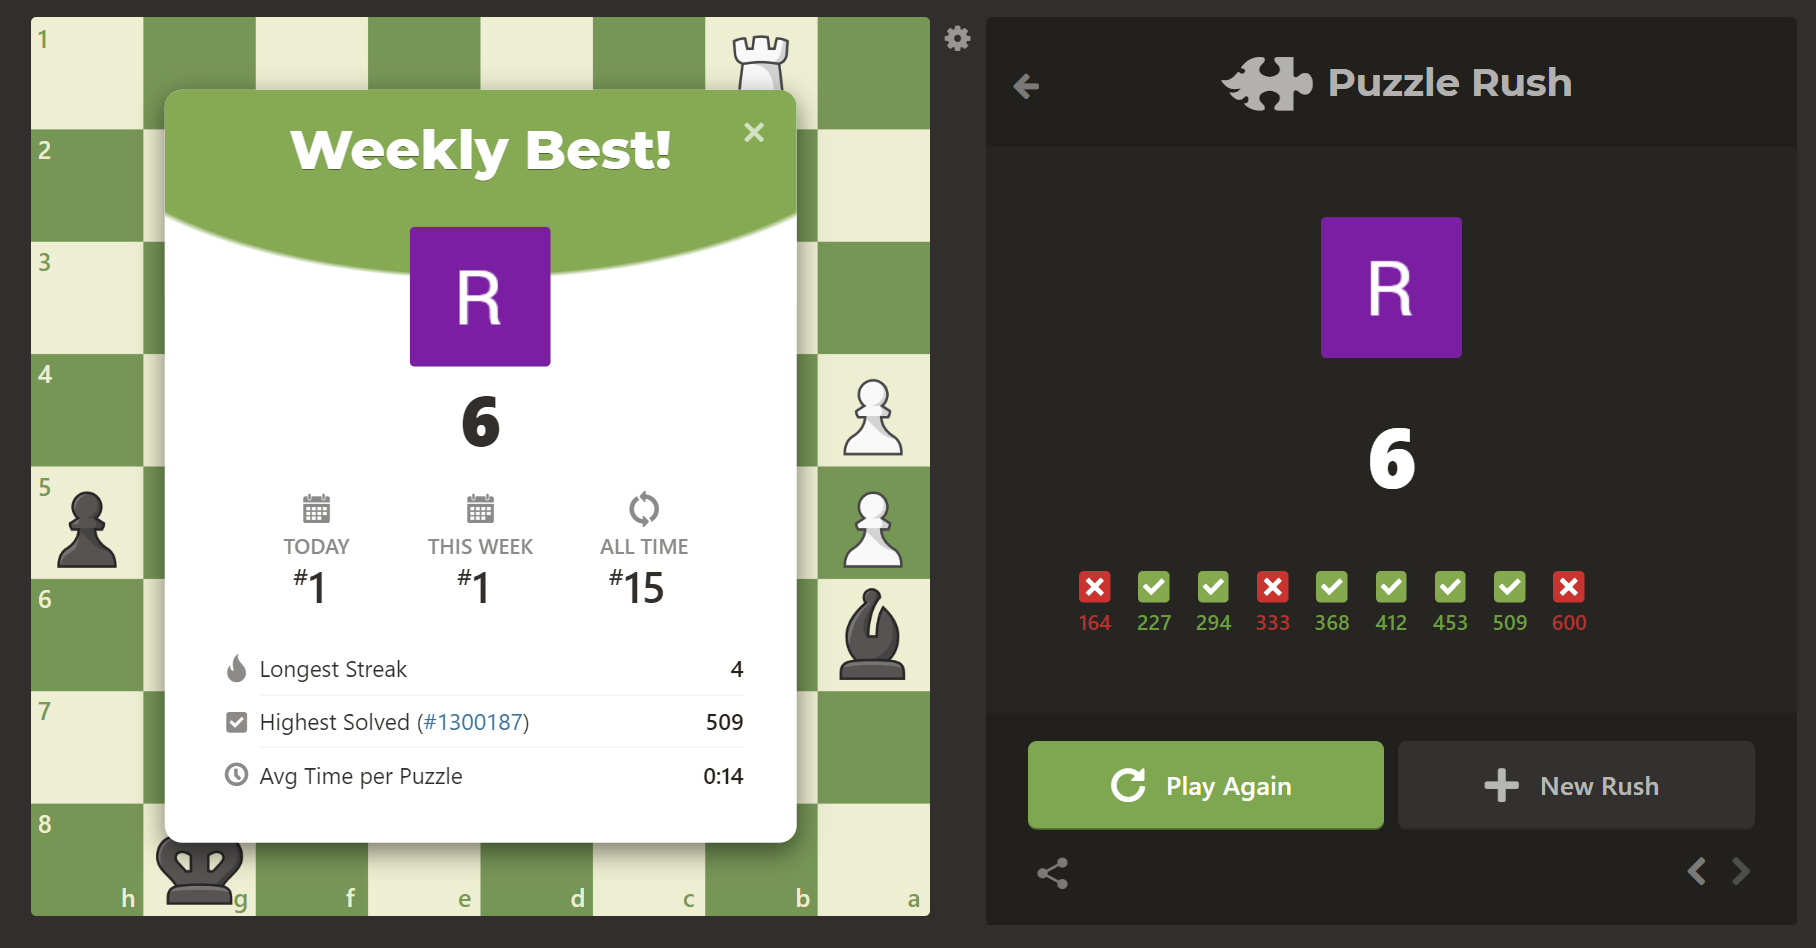 1
2
3
4
5
6
7
8
h
g
f
e
d
c
b
a
Weekly Best!
R
6
TODAY
#1
THIS WEEK
#1
ALL TIME
#15
Longest Streak 4
Highest Solved (#1300187) 509
Avg Time per Puzzle 0:14
Puzzle Rush
R
6
164 227 294 333 368 412 453 509 600
Play Again
New Rush